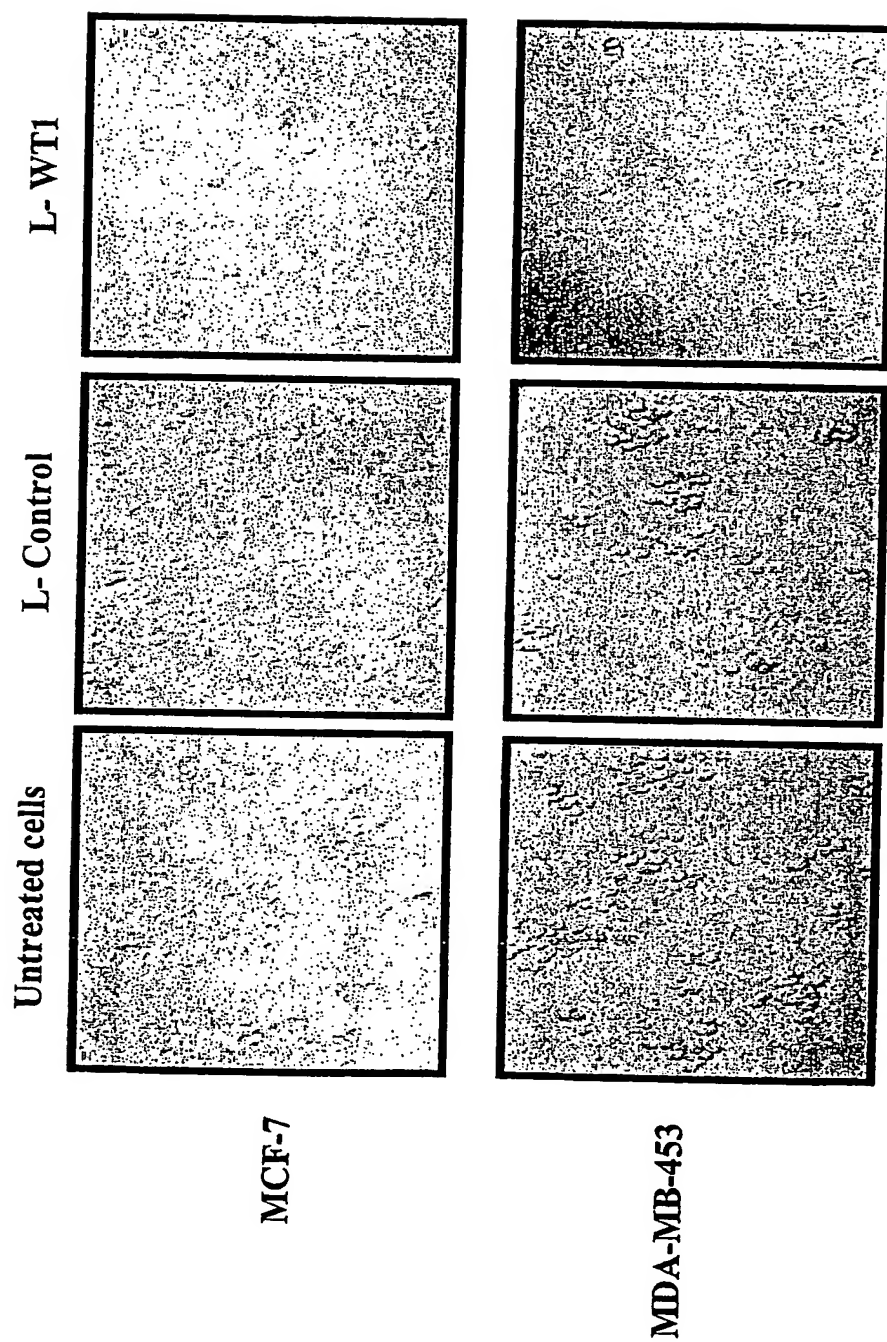 Untreated cells
L- Control
L- WT1
MCF-7
MDA-MB-453